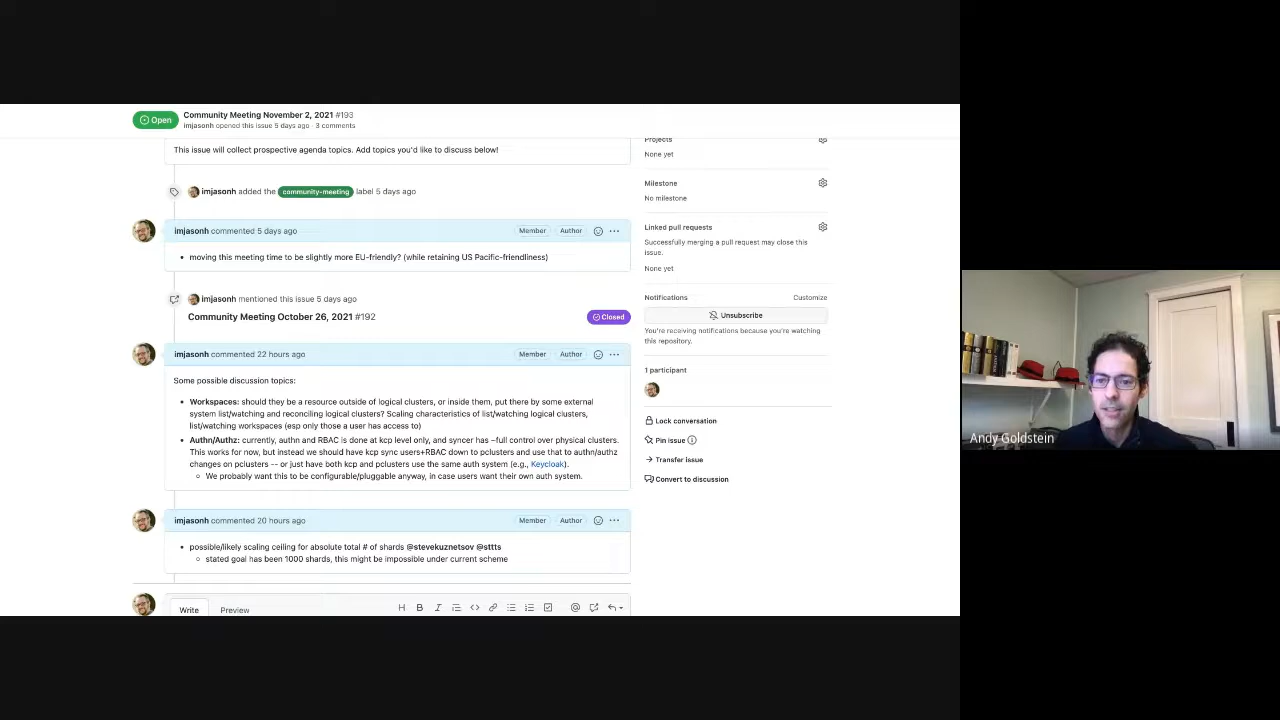 Open
Community Meeting November 2, 2021 #193
imjasonh opened this issue 5 days ago · 3 comments
This issue will collect prospective agenda topics. Add topics you'd like to discuss below!
imjasonh added the community-meeting label 5 days ago
imjasonh commented 5 days ago
Member
Author
• moving this meeting time to be slightly more EU-friendly? (while retaining US Pacific-friendliness)
imjasonh mentioned this issue 5 days ago
Community Meeting October 26, 2021 #192
Closed
imjasonh commented 22 hours ago
Member
Author
Some possible discussion topics:
• Workspaces: should they be a resource outside of logical clusters, or inside them, put there by some external
system list/watching and reconciling logical clusters? Scaling characteristics of list/watching logical clusters,
list/watching workspaces (esp only those a user has access to)
• Authn/Authz: currently, authn and RBAC is done at kcp level only, and syncer has ~full control over physical clusters.
This works for now, but instead we should have kcp sync users+RBAC down to pclusters and use that to authn/authz
changes on pclusters -- or just have both kcp and pclusters use the same auth system (e.g., Keycloak).
◦ We probably want this to be configurable/pluggable anyway, in case users want their own auth system.
imjasonh commented 20 hours ago
Member
Author
• possible/likely scaling ceiling for absolute total # of shards @stevekuznetsov @sttts
◦ stated goal has been 1000 shards, this might be impossible under current scheme
Write
Preview
Projects
None yet
Milestone
No milestone
Linked pull requests
Successfully merging a pull request may close this
issue.
None yet
Notifications
Customize
Unsubscribe
You're receiving notifications because you're watching
this repository.
1 participant
Lock conversation
Pin issue
Transfer issue
Convert to discussion
Andy Goldstein